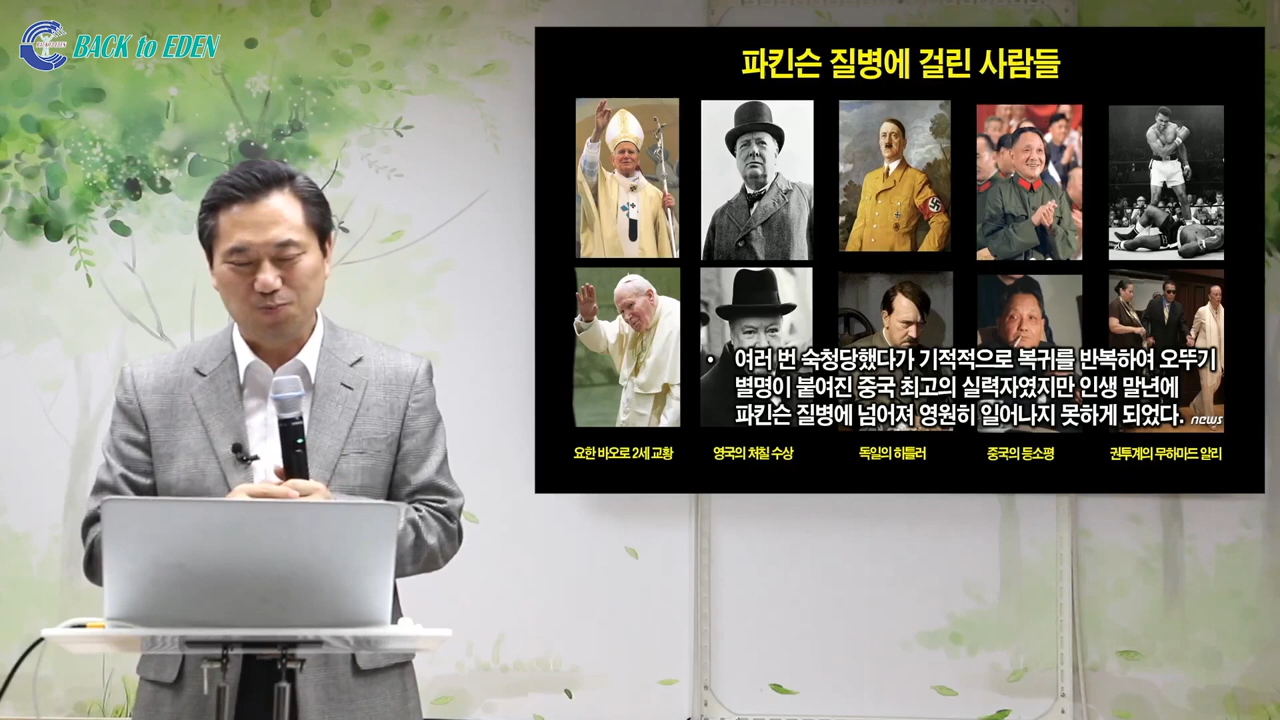 BACK to EDEN
파킨슨 질병에 걸린 사람들
• 여러 번 숙청당했다가 기적적으로 복귀를 반복하여 오뚜기
별명이 붙여진 중국 최고의 실력자였지만 인생 말년에
파킨슨 질병에 넘어져 영원히 일어나지 못하게 되었다.
news
요한 바오로 2세 교황
영국의 처칠 수상
독일의 히틀러
중국의 등소평
권투계의 무하마드 알리